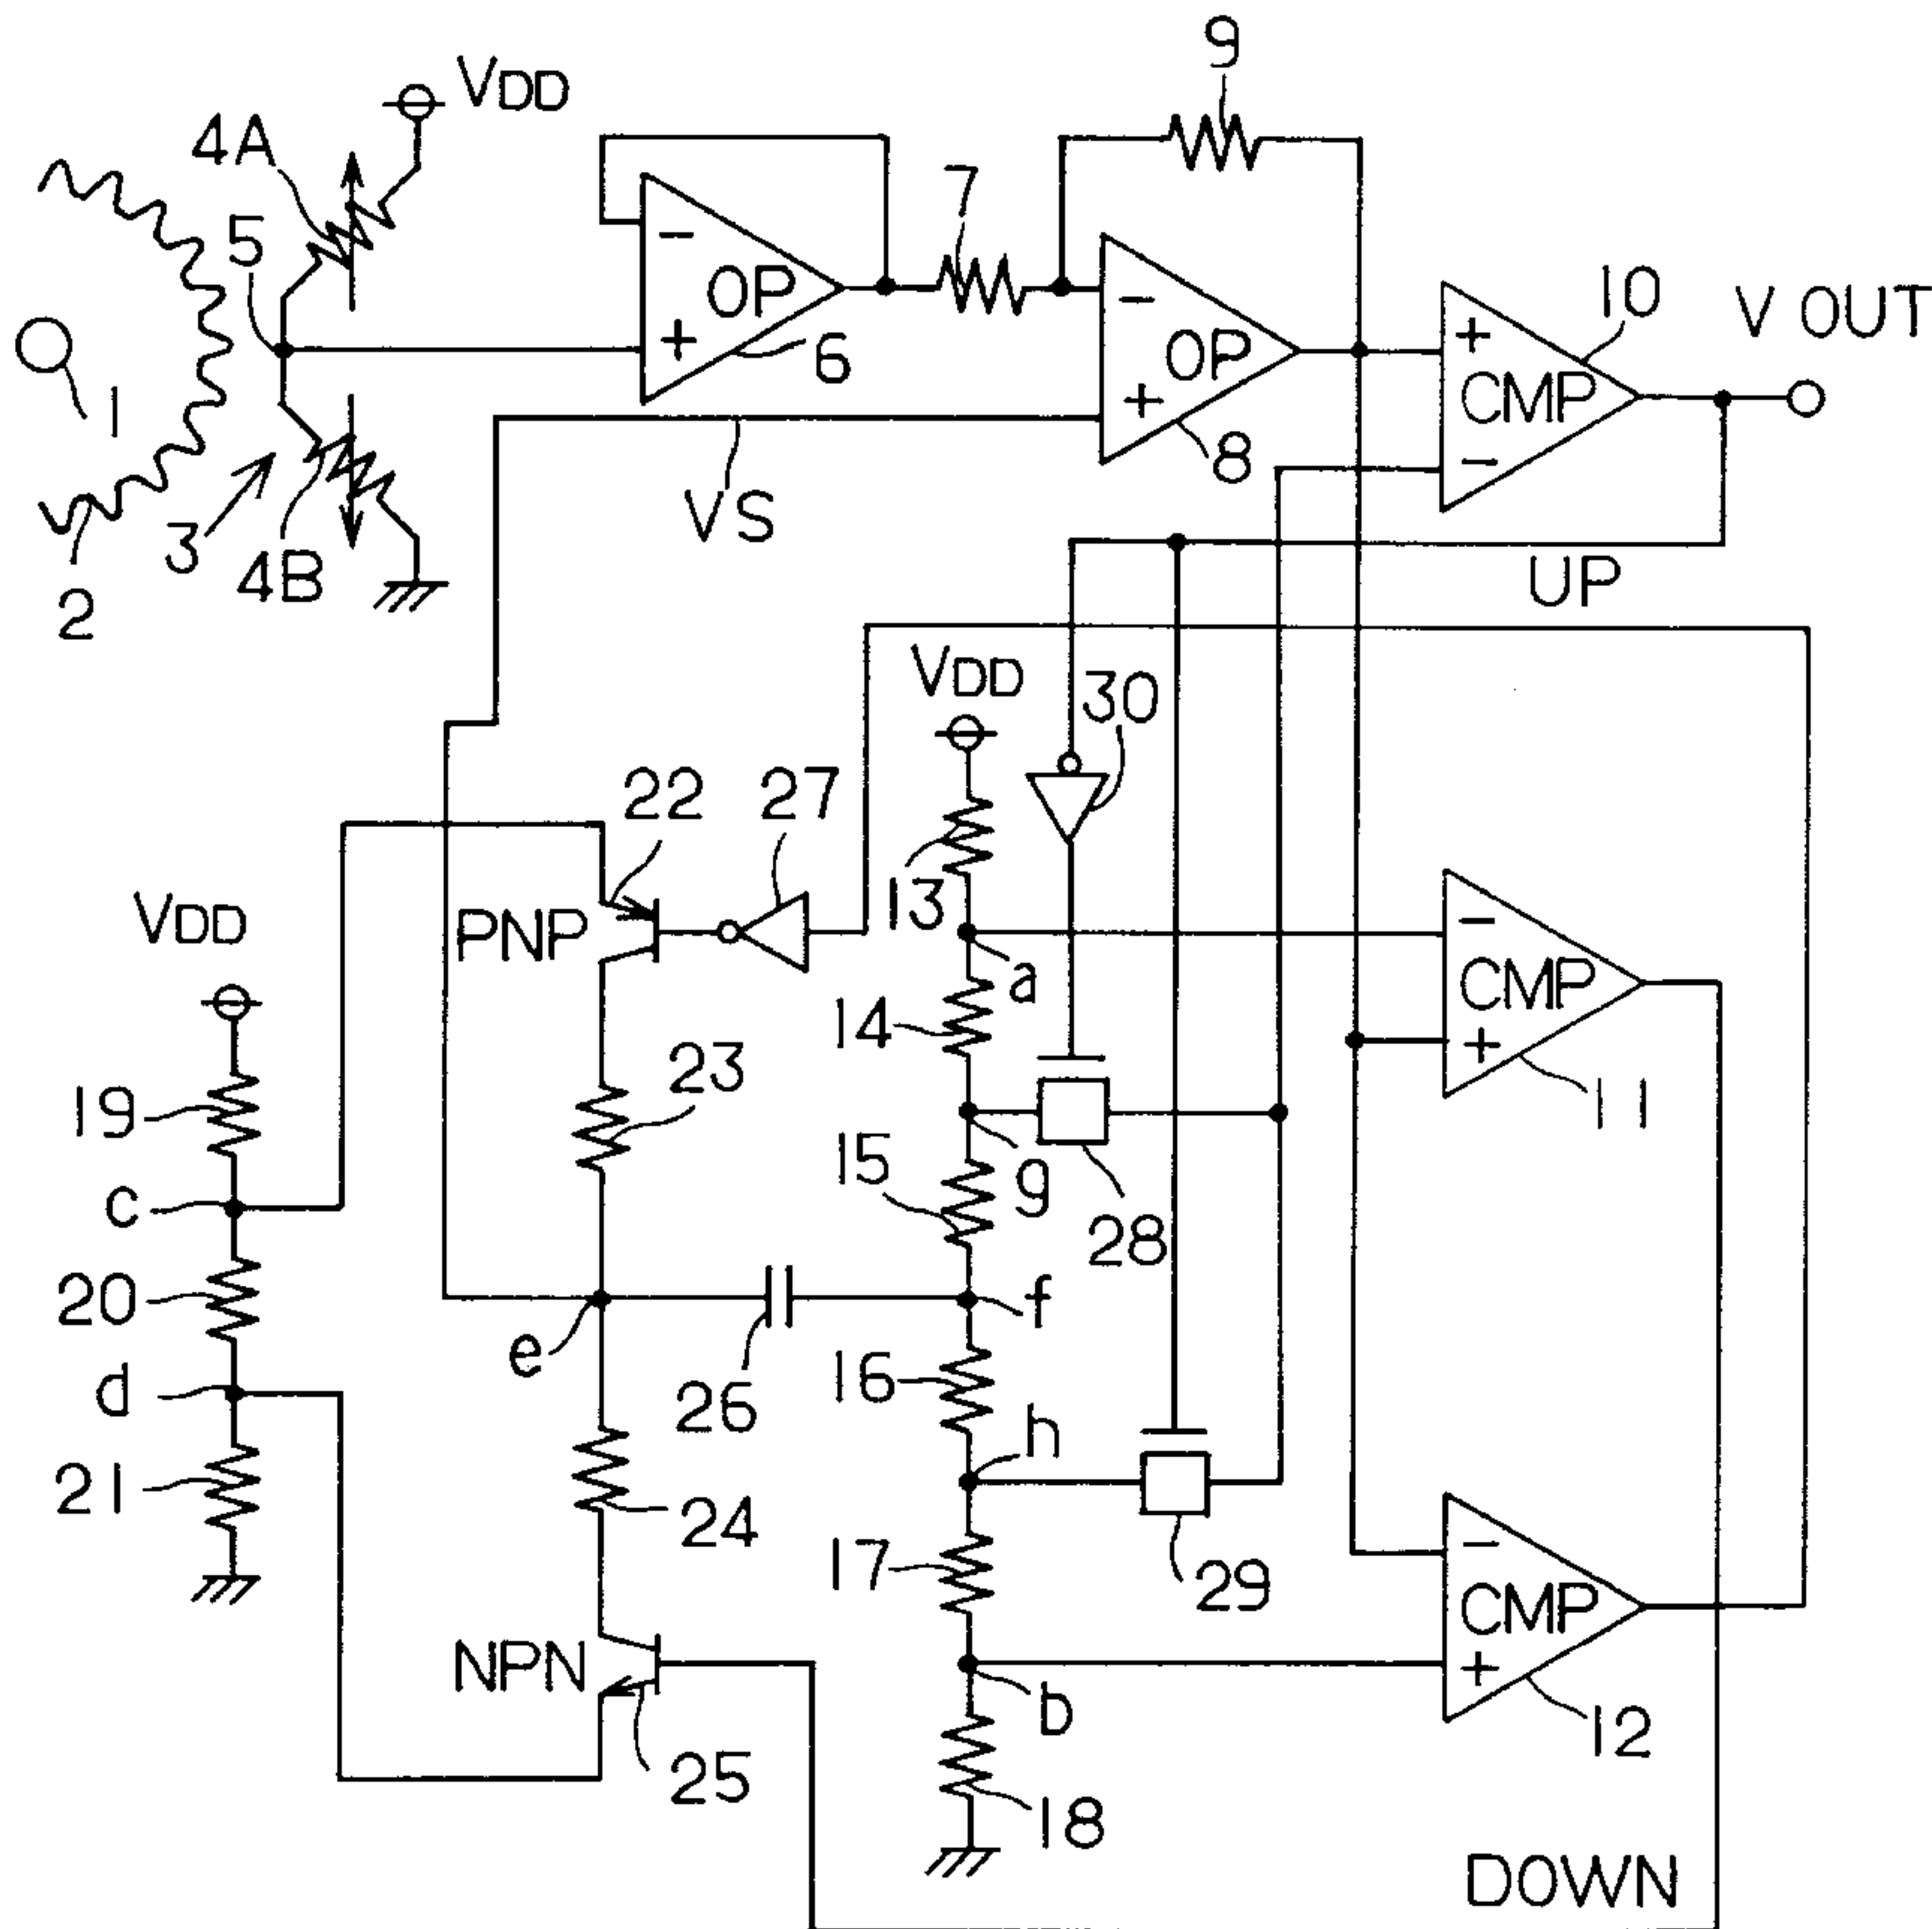 9
VDD
4A
7
5
10
V OUT
-
OP
-
+
OP
+
CMP
1
+
6
-
8
3
VS
4B
UP
2
VDD
30
22
27
13
VDD
PNP
a
-
CMP
14
+
23
19
11
15
g
c
28
20
f
e
16
d
26
h
21
24
17
-
CMP
29
+
NPN
b
12
25
18
DOWN